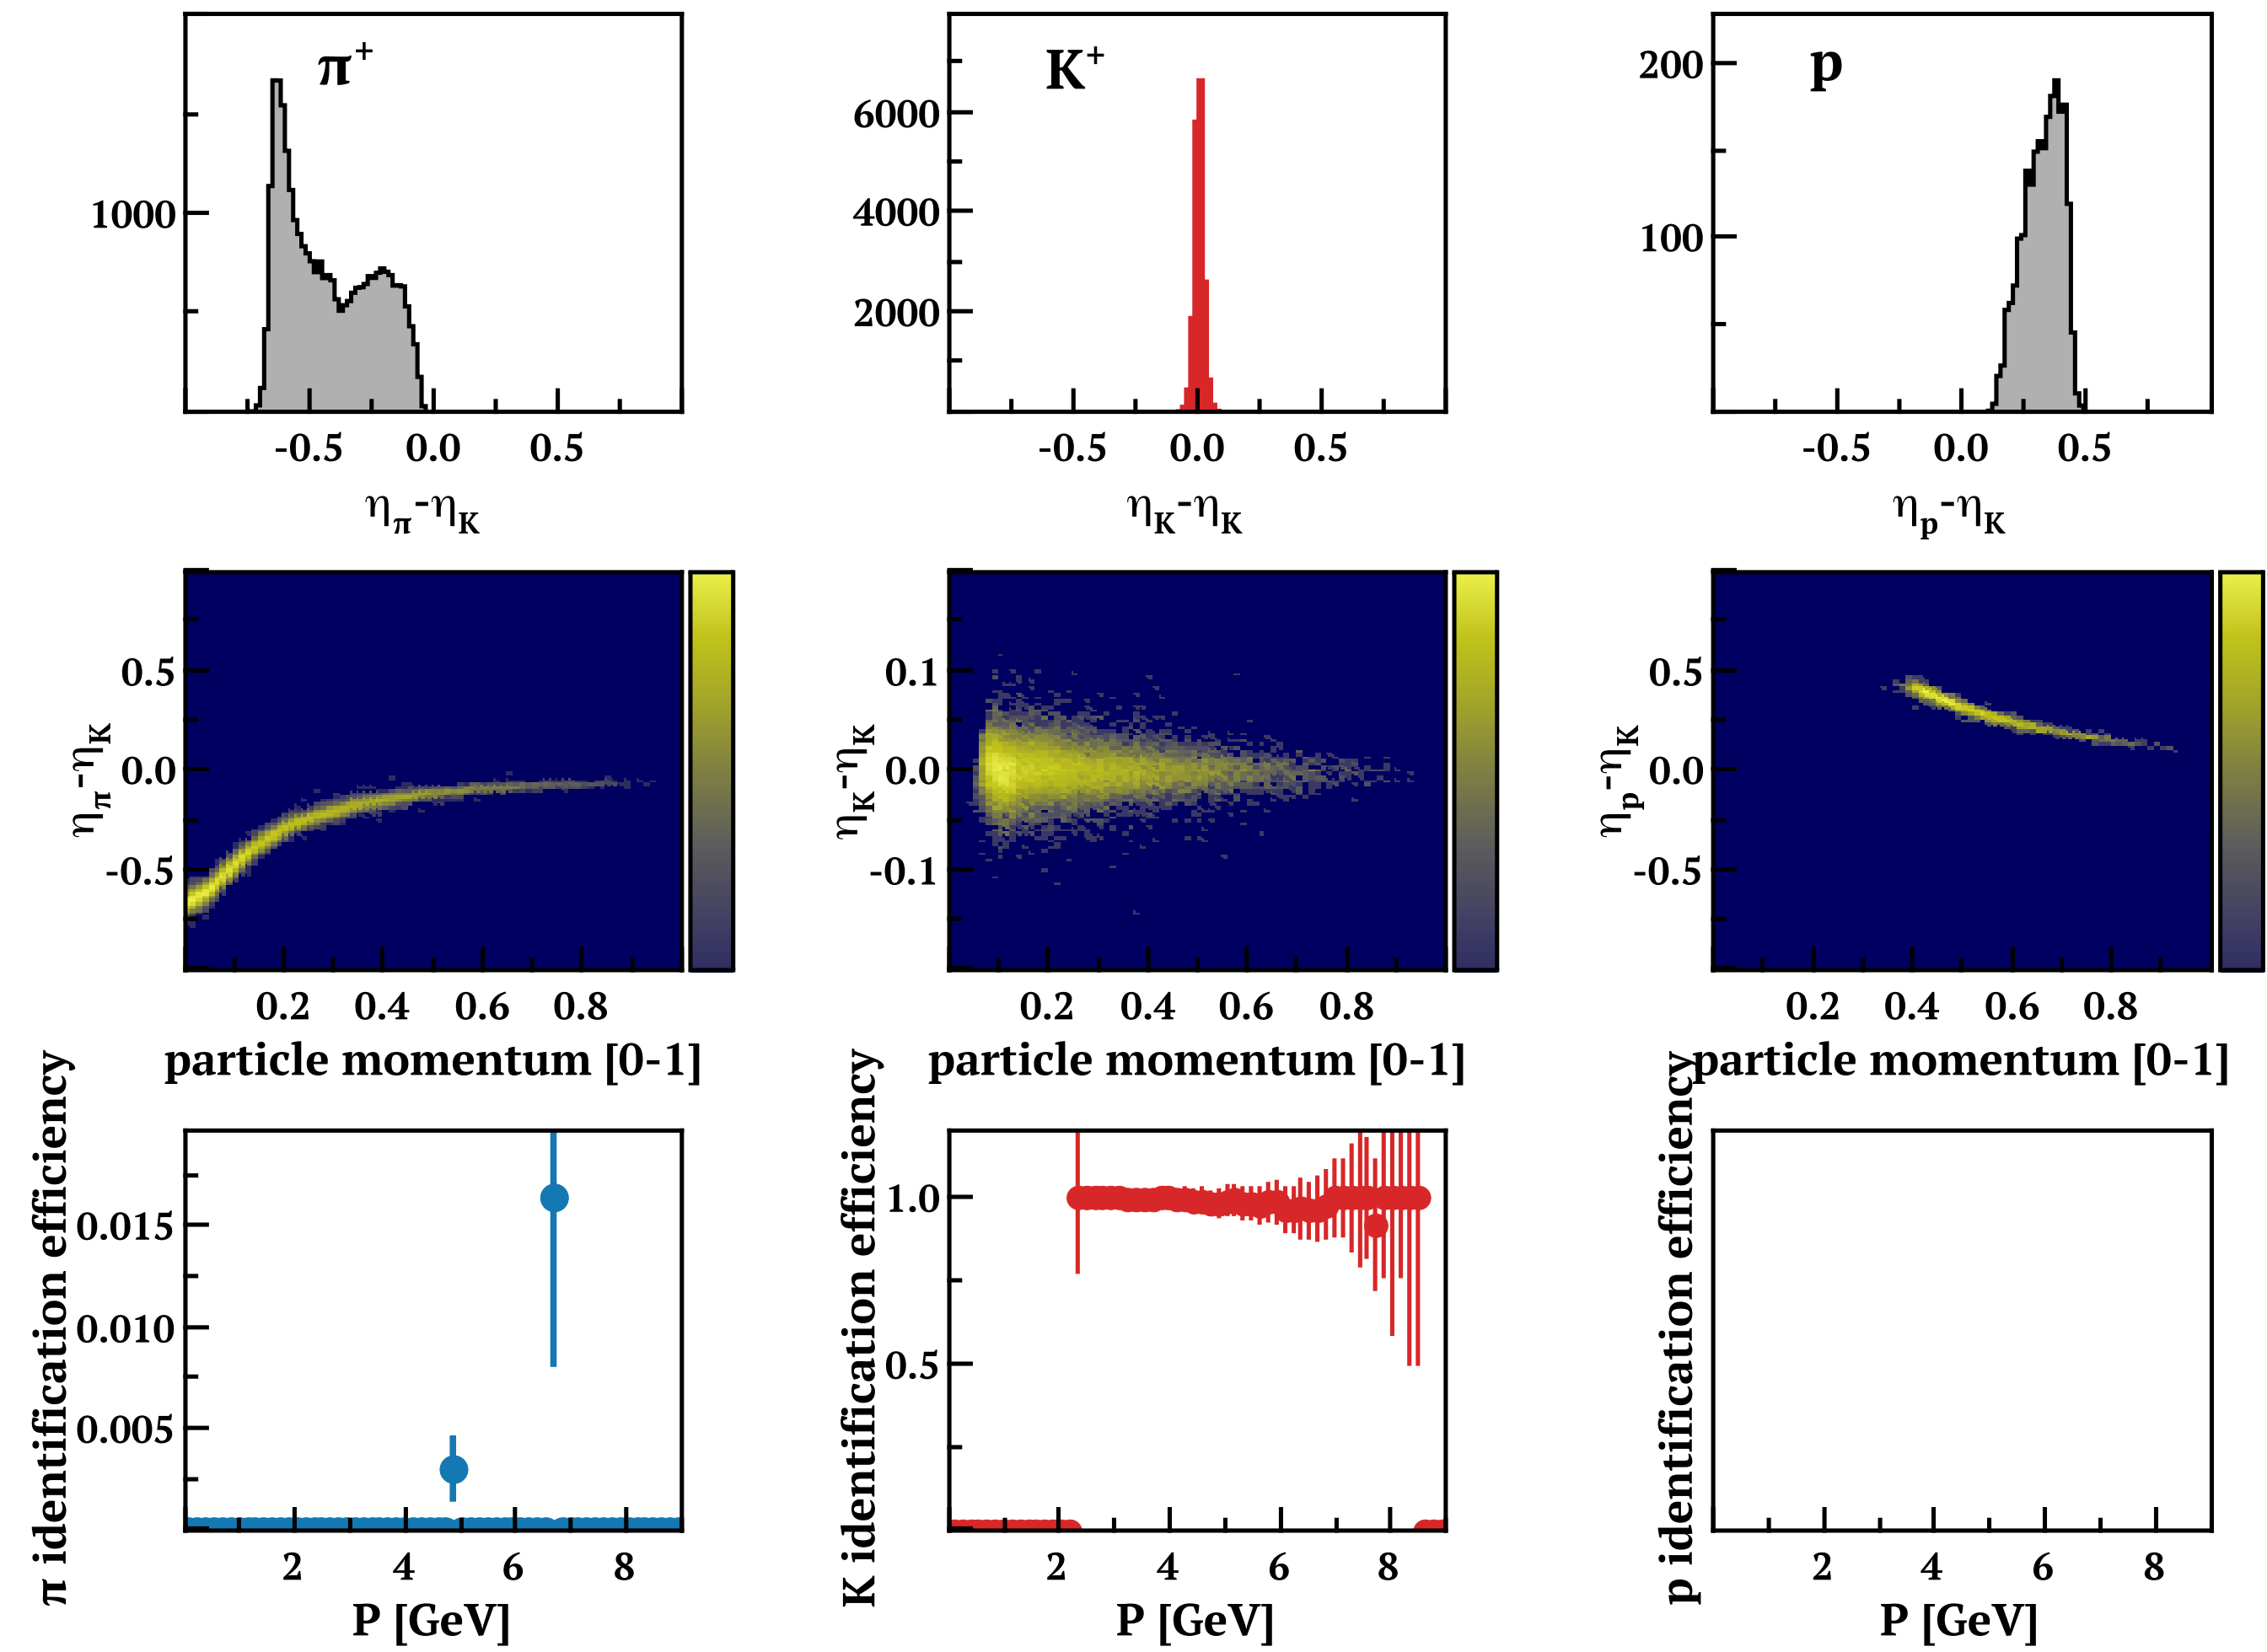 π+
1000
-0.5 0.0 0.5
ηπ-ηK
K+
6000
4000
2000
-0.5 0.0 0.5
ηK-ηK
p
200
100
-0.5 0.0 0.5
ηp-ηK
ηπ-ηK
0.5
0.0
-0.5
0.2 0.4 0.6 0.8
particle momentum [0-1]
ηK-ηK
0.1
0.0
-0.1
0.2 0.4 0.6 0.8
particle momentum [0-1]
ηp-ηK
0.5
0.0
-0.5
0.2 0.4 0.6 0.8
particle momentum [0-1]
π identification efficiency
0.015
0.010
0.005
2 4 6 8
P [GeV]
K identification efficiency
1.0
0.5
2 4 6 8
P [GeV]
p identification efficiency
2 4 6 8
P [GeV]